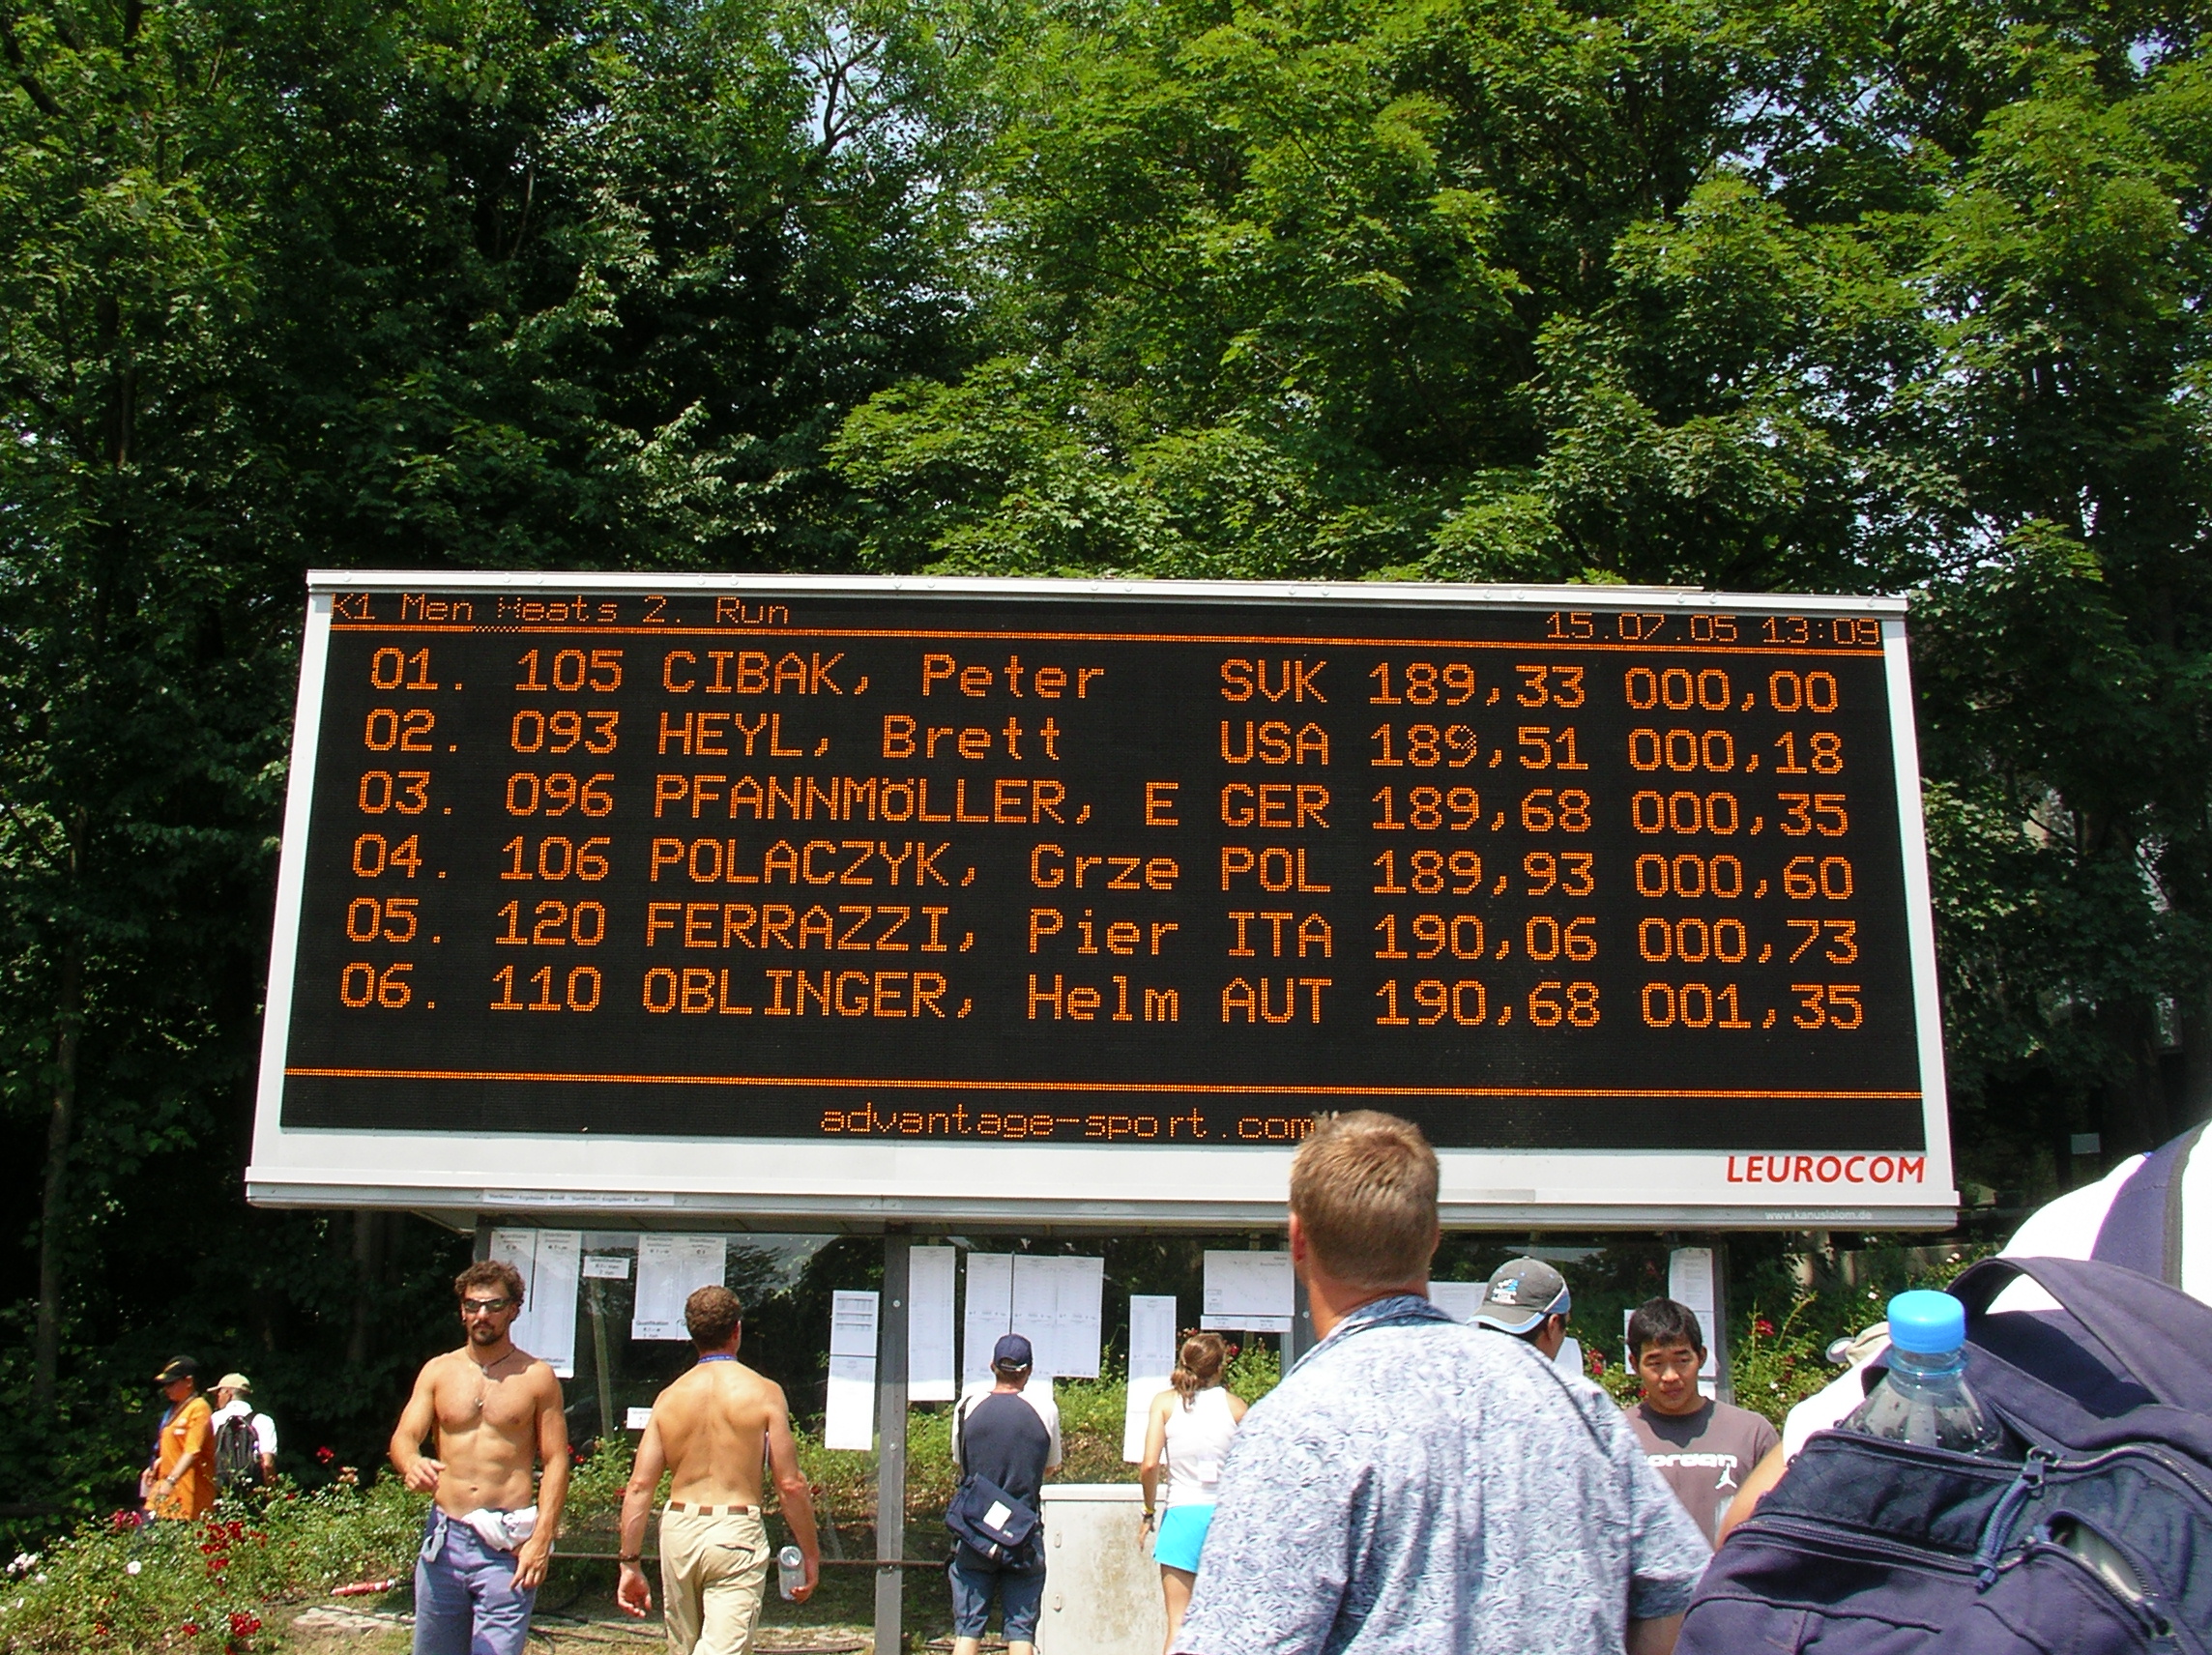 K1 Men Heats 2. Run 15.07.05 13:09
01. 105 CIBAK, Peter SVK 189,33 000,00
02. 093 HEYL, Brett USA 189,51 000,18
03. 096 PFANNMÖLLER, E GER 189,68 000,35
04. 106 POLACZYK, Grze POL 189,93 000,60
05. 120 FERRAZZI, Pier ITA 190,06 000,73
06. 110 OBLINGER, Helm AUT 190,68 001,35
advantage-sport.com
LEUROCOM
www.kanuslalom.de